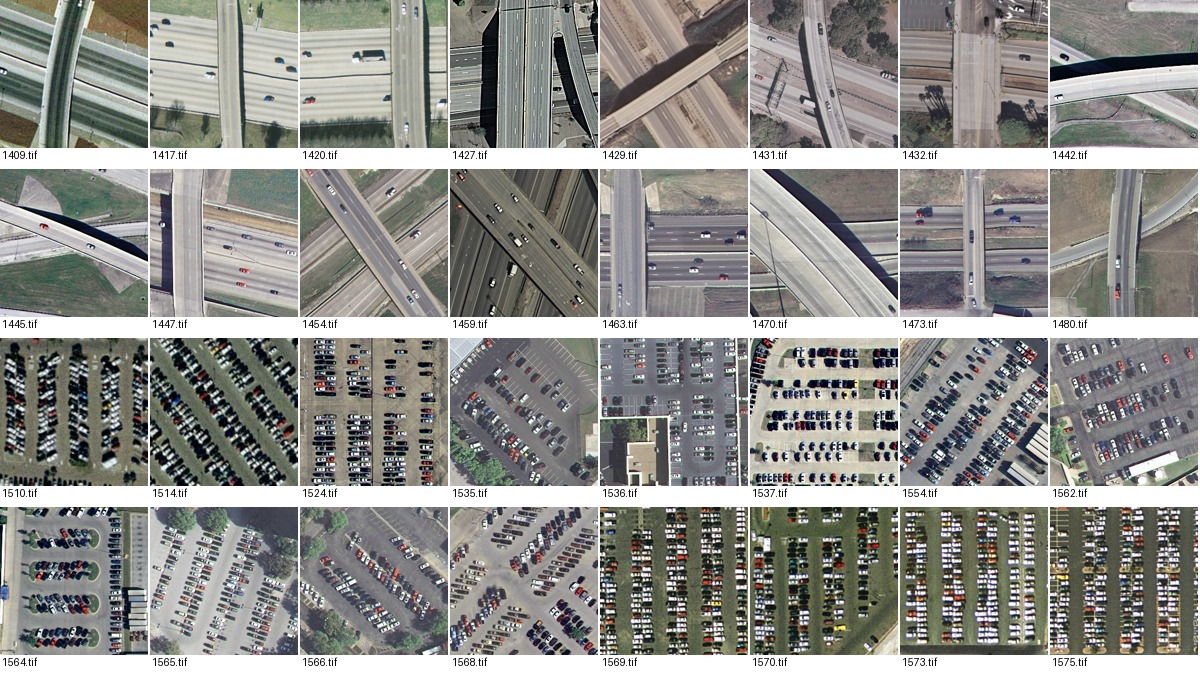 1409.tif 1417.tif 1420.tif 1427.tif 1429.tif 1431.tif 1432.tif 1442.tif
1445.tif 1447.tif 1454.tif 1459.tif 1463.tif 1470.tif 1473.tif 1480.tif
1510.tif 1514.tif 1524.tif 1535.tif 1536.tif 1537.tif 1554.tif 1562.tif
1564.tif 1565.tif 1566.tif 1568.tif 1569.tif 1570.tif 1573.tif 1575.tif